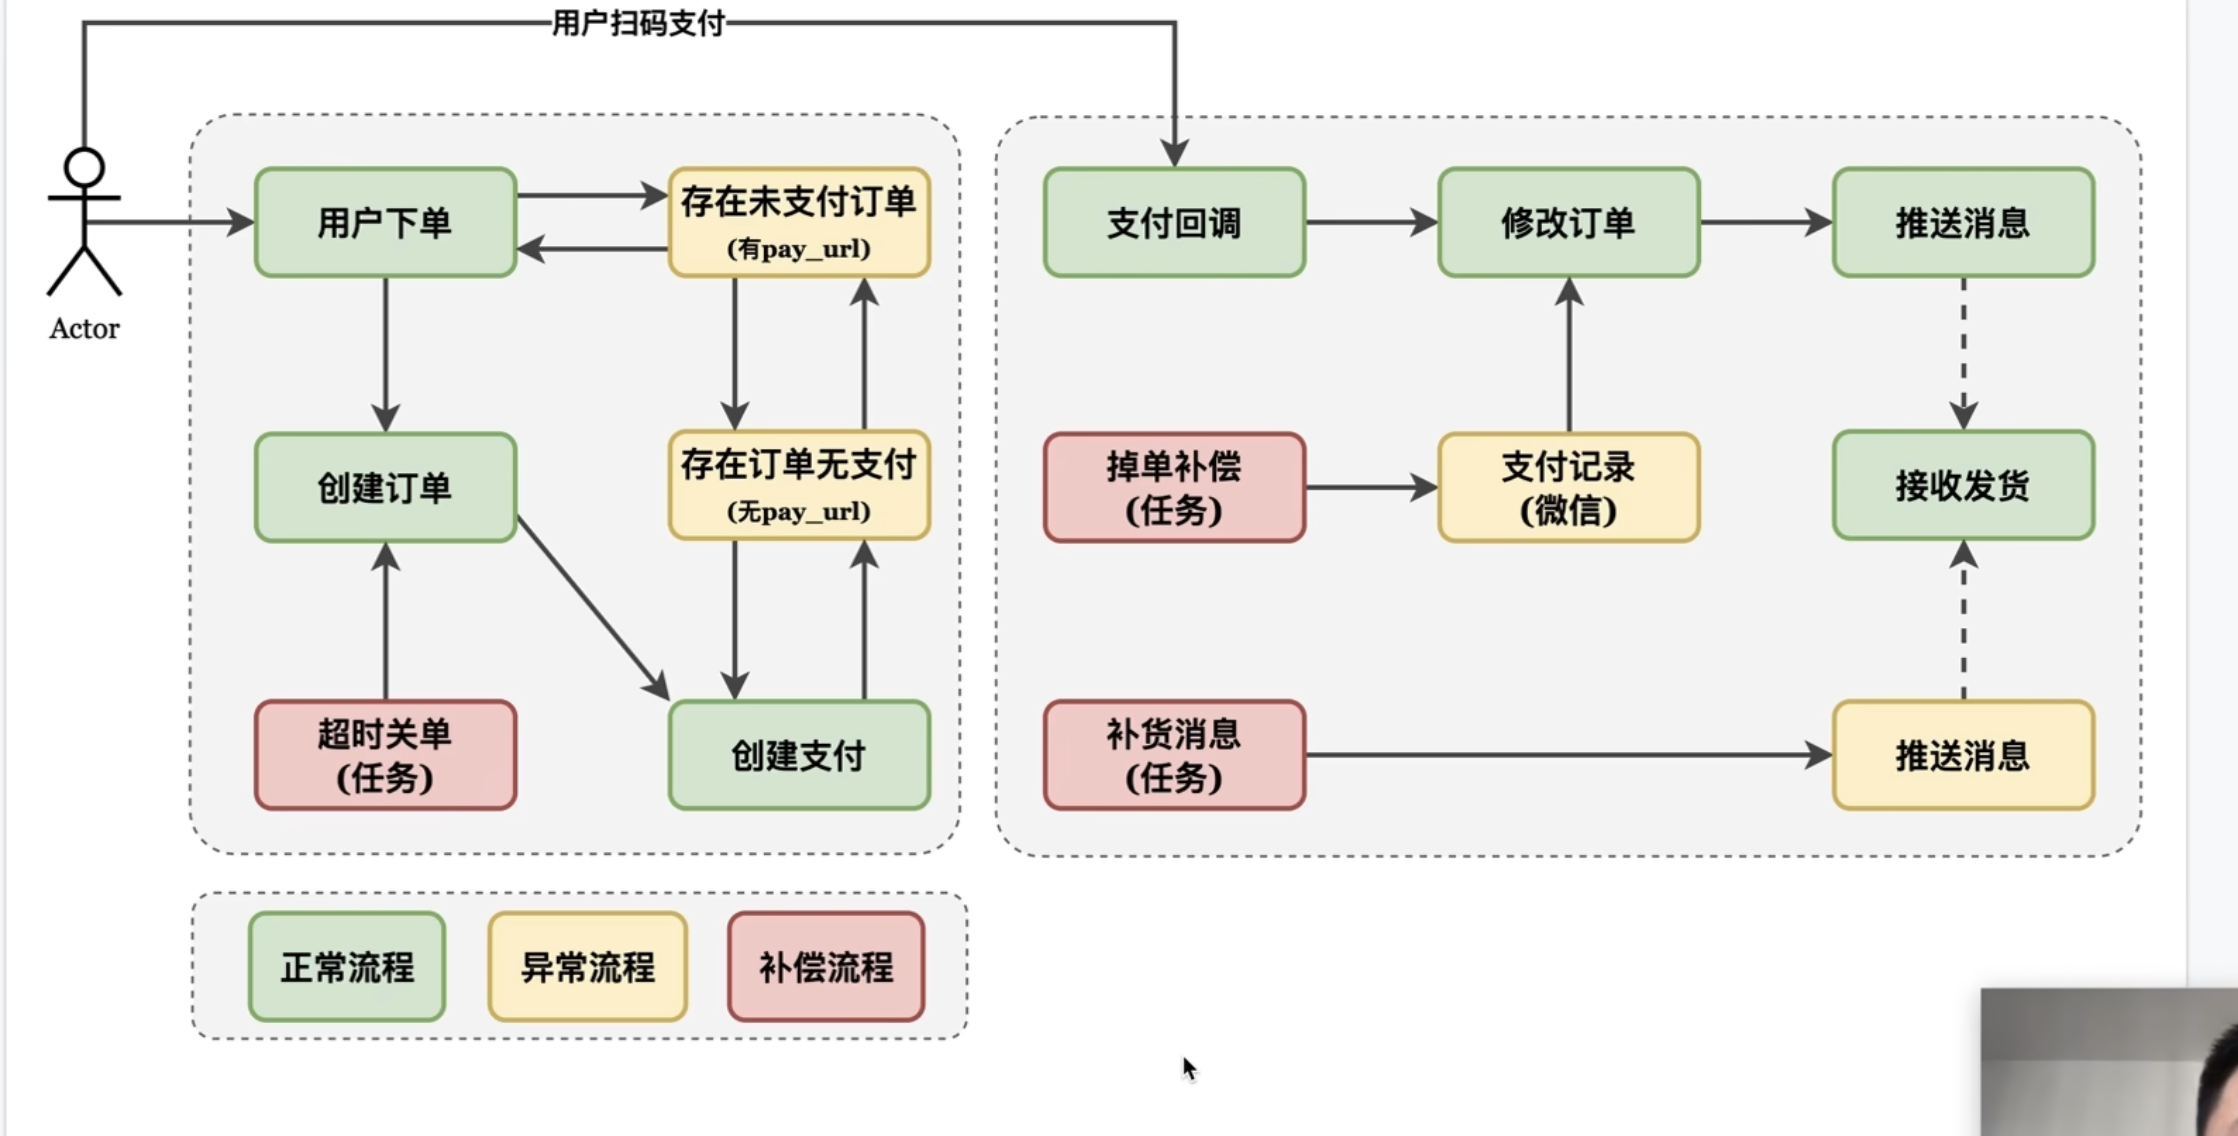 用户扫码支付
用户下单
存在未支付订单
(有pay_url)
支付回调
修改订单
推送消息
Actor
创建订单
存在订单无支付
(无pay_url)
掉单补偿
(任务)
支付记录
(微信)
接收发货
超时关单
(任务)
创建支付
补货消息
(任务)
推送消息
正常流程
异常流程
补偿流程